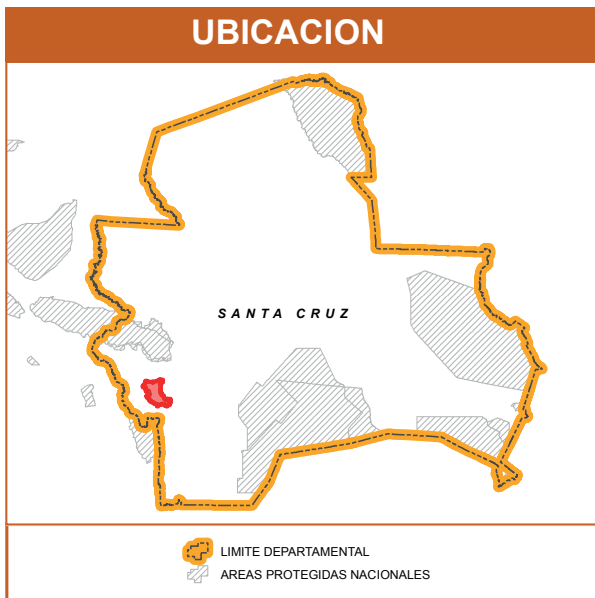 UBICACION
SANTA CRUZ
LIMITE DEPARTAMENTAL
AREAS PROTEGIDAS NACIONALES